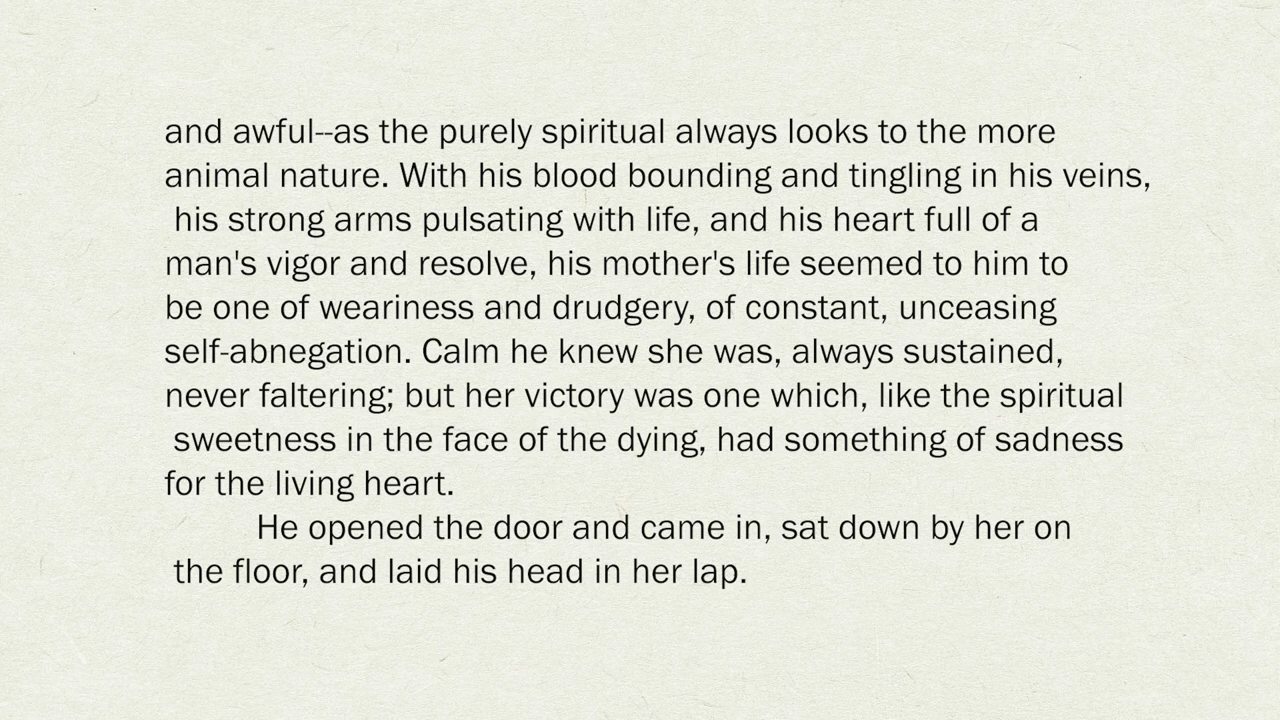 and awful--as the purely spiritual always looks to the more
animal nature. With his blood bounding and tingling in his veins,
his strong arms pulsating with life, and his heart full of a
man's vigor and resolve, his mother's life seemed to him to
be one of weariness and drudgery, of constant, unceasing
self-abnegation. Calm he knew she was, always sustained,
never faltering; but her victory was one which, like the spiritual
sweetness in the face of the dying, had something of sadness
for the living heart.
He opened the door and came in, sat down by her on
the floor, and laid his head in her lap.